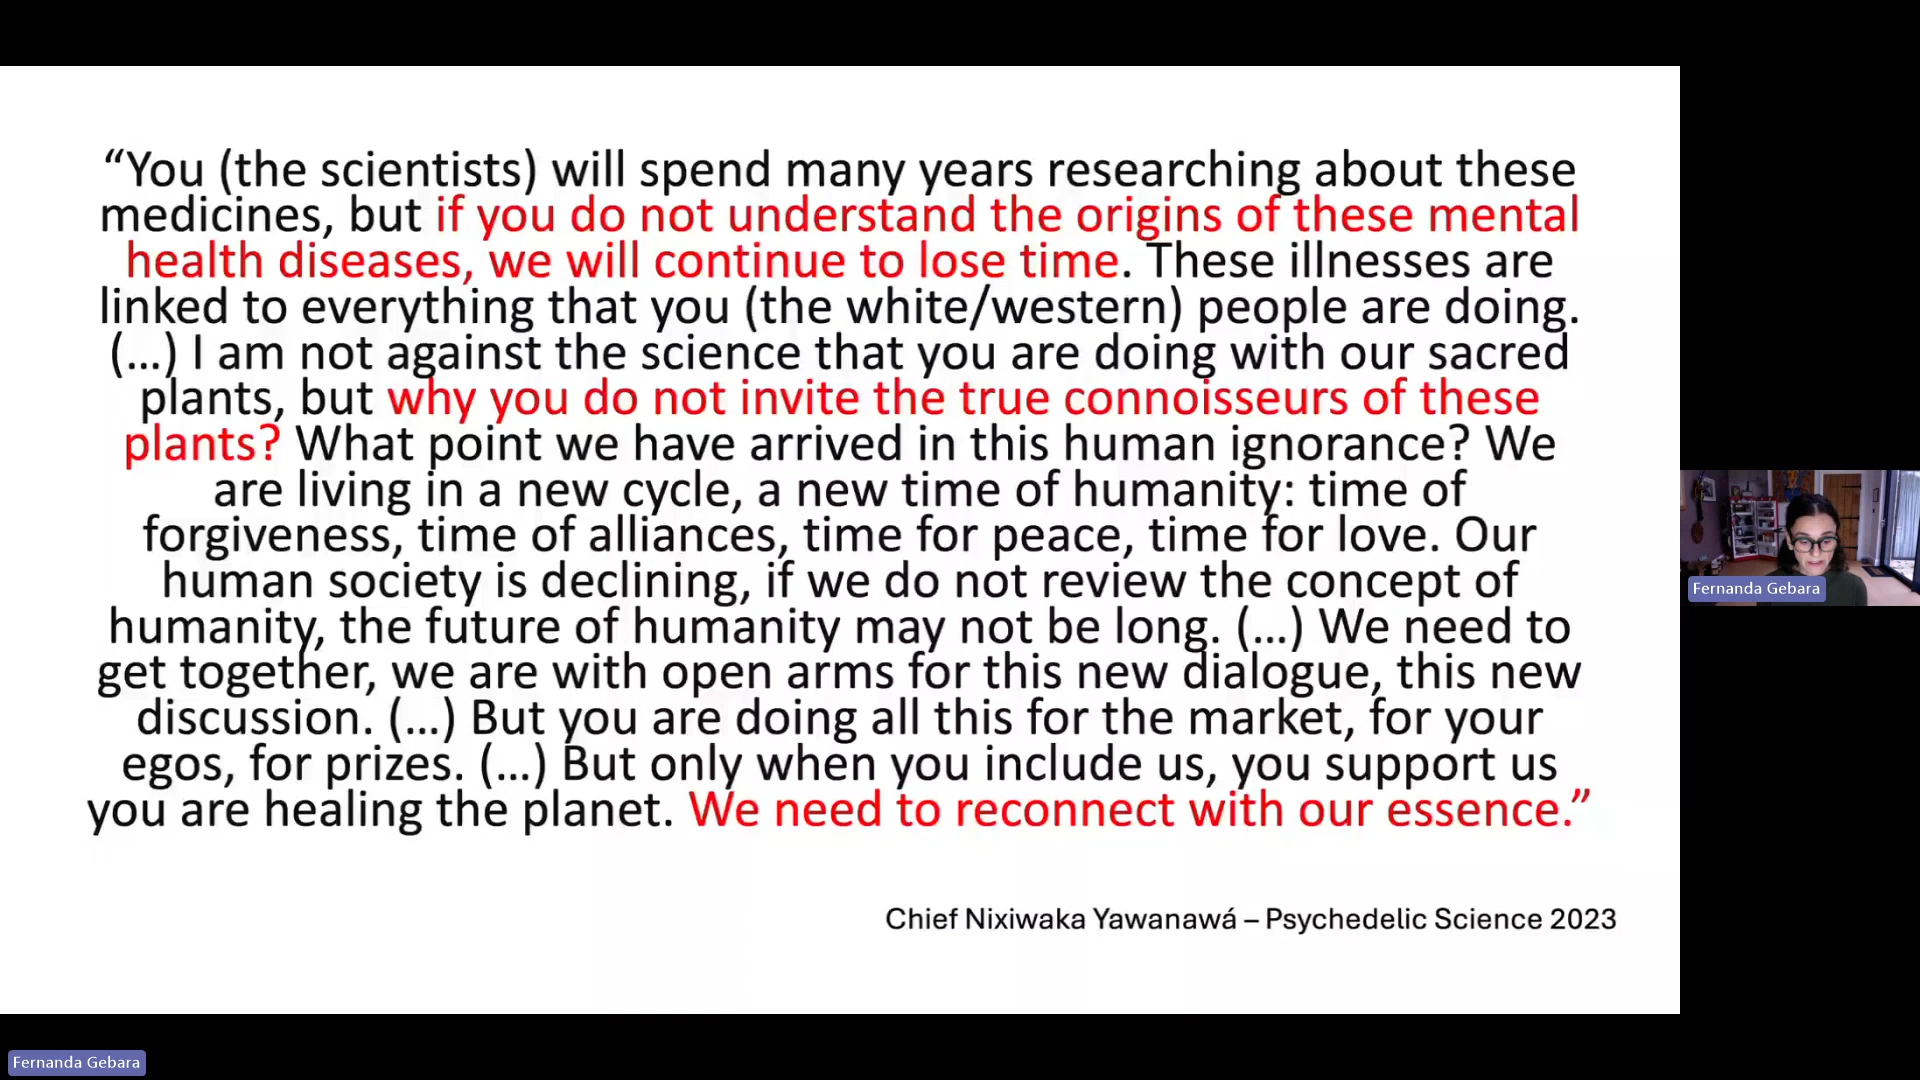 “You (the scientists) will spend many years researching about these
medicines, but if you do not understand the origins of these mental
health diseases, we will continue to lose time. These illnesses are
linked to everything that you (the white/western) people are doing.
(…) I am not against the science that you are doing with our sacred
plants, but why you do not invite the true connoisseurs of these
plants? What point we have arrived in this human ignorance? We
are living in a new cycle, a new time of humanity: time of
forgiveness, time of alliances, time for peace, time for love. Our
human society is declining, if we do not review the concept of
humanity, the future of humanity may not be long. (…) We need to
get together, we are with open arms for this new dialogue, this new
discussion. (…) But you are doing all this for the market, for your
egos, for prizes. (…) But only when you include us, you support us
you are healing the planet. We need to reconnect with our essence.”
Chief Nixiwaka Yawanawá – Psychedelic Science 2023
Fernanda Gebara
Fernanda Gebara